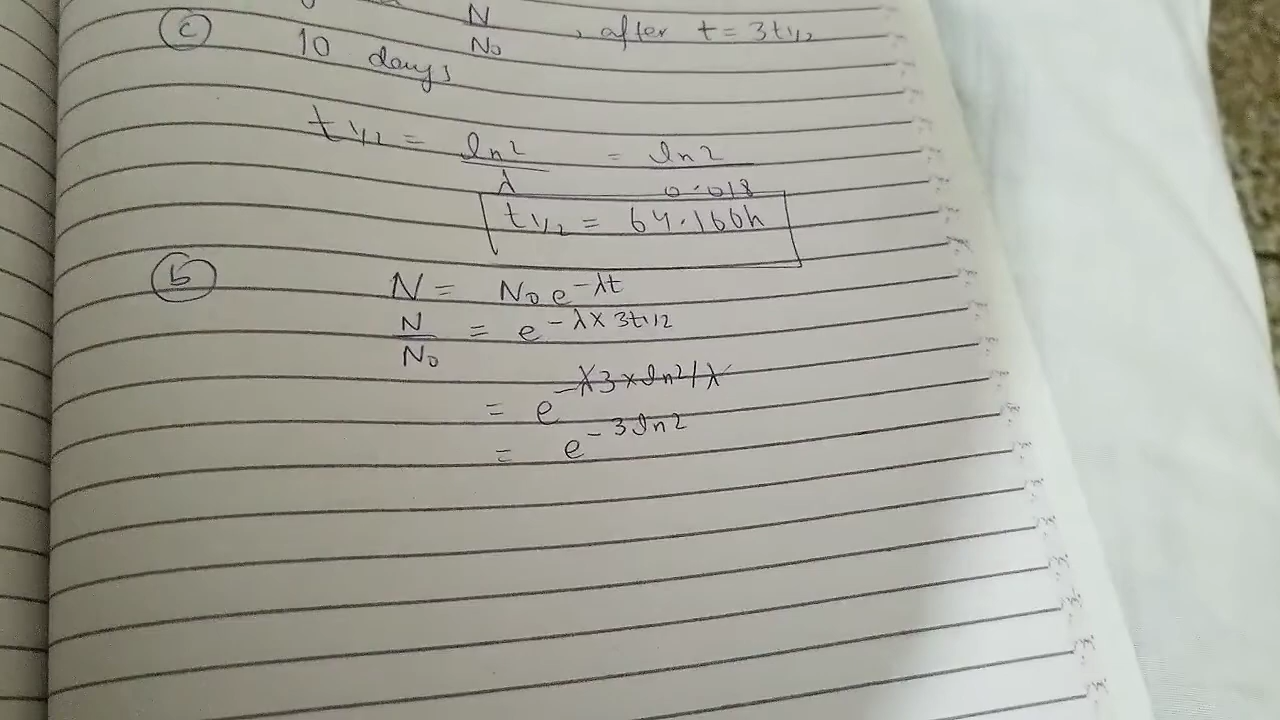 N/N₀ , after t = 3t½
(c) 10 days
t½ = ln2/λ = ln2/0.018
t½ = 64.160h
(b) N = N₀e^-λt
N/N₀ = e^-λ×3t1/2
= e^-λ3×ln2/λ
= e^-3ln2